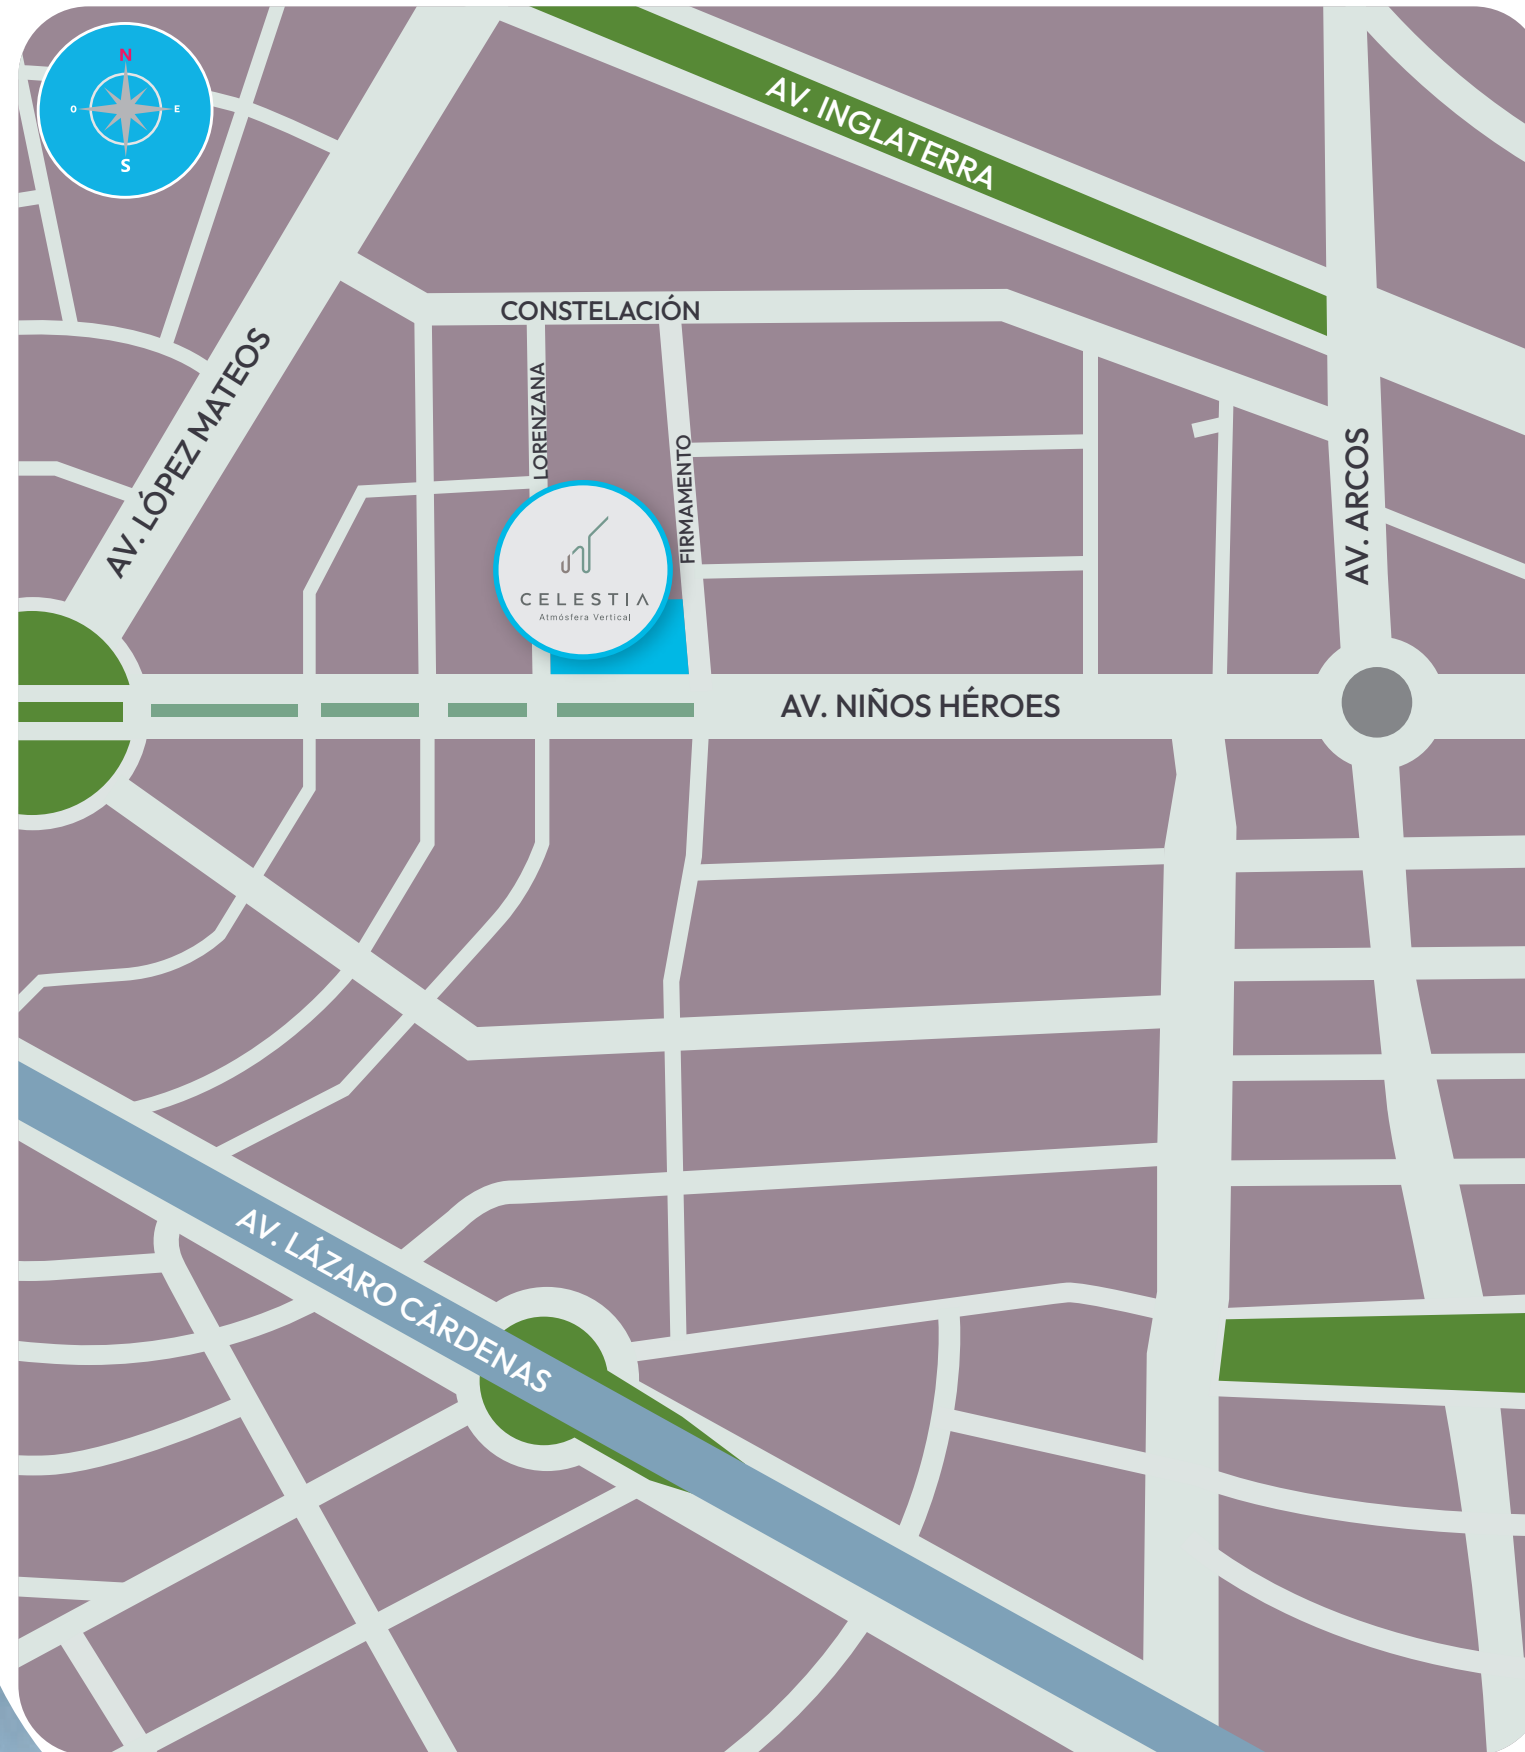 N
O
E
S
AV. INGLATERRA
CONSTELACIÓN
AV. LÓPEZ MATEOS
LORENZANA
FIRMAMENTO
AV. ARCOS
CELESTIA
Atmósfera Vertical
AV. NIÑOS HÉROES
AV. LÁZARO CÁRDENAS